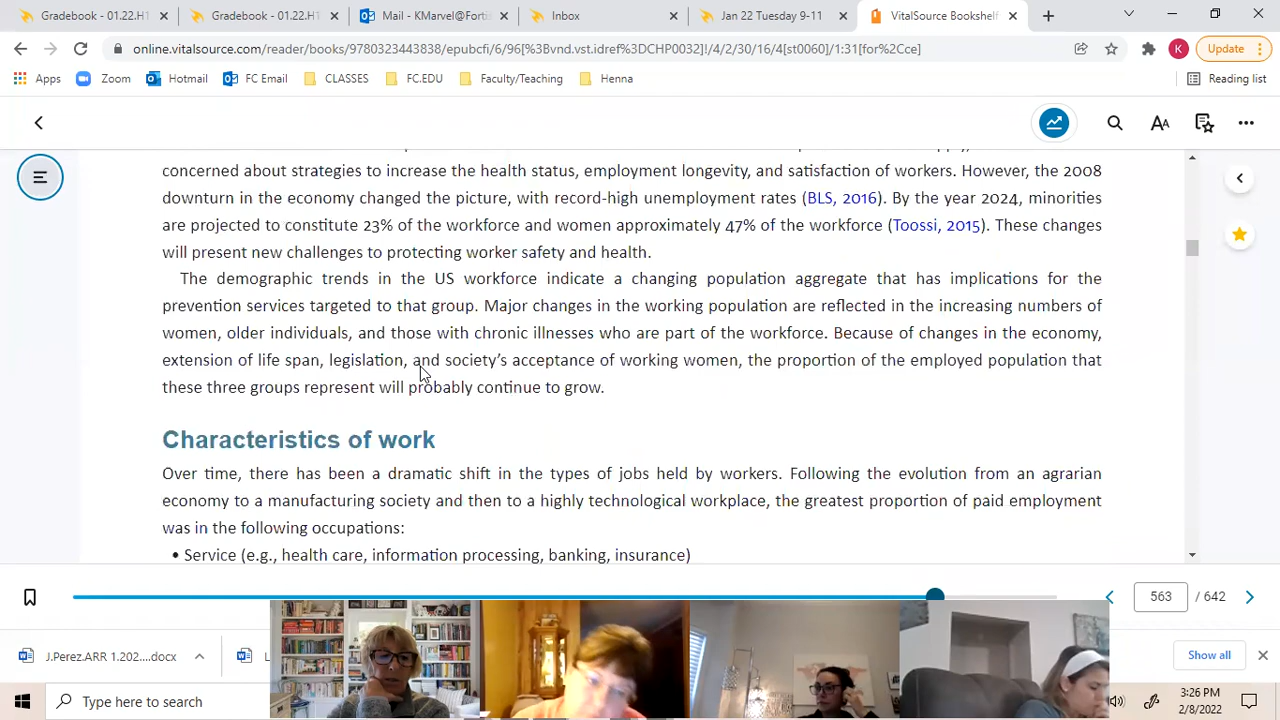 Gradebook - 01.22.H1
Gradebook - 01.22.H1
Mail - KMarvel@Forta
Inbox
Jan 22 Tuesday 9-11
VitalSource Bookshelf
online.vitalsource.com/reader/books/9780323443838/epubcfi/6/96[%3Bvnd.vst.idref%3DCHP0032]!/4/2/30/16/4[st0060]/1:31[for%2Cce]
K
Update
Apps
Zoom
Hotmail
FC Email
CLASSES
FC.EDU
Faculty/Teaching
Henna
Reading list
concerned about strategies to increase the health status, employment longevity, and satisfaction of workers. However, the 2008
downturn in the economy changed the picture, with record-high unemployment rates (BLS, 2016). By the year 2024, minorities
are projected to constitute 23% of the workforce and women approximately 47% of the workforce (Toossi, 2015). These changes
will present new challenges to protecting worker safety and health.
The demographic trends in the US workforce indicate a changing population aggregate that has implications for the
prevention services targeted to that group. Major changes in the working population are reflected in the increasing numbers of
women, older individuals, and those with chronic illnesses who are part of the workforce. Because of changes in the economy,
extension of life span, legislation, and society's acceptance of working women, the proportion of the employed population that
these three groups represent will probably continue to grow.
Characteristics of work
Over time, there has been a dramatic shift in the types of jobs held by workers. Following the evolution from an agrarian
economy to a manufacturing society and then to a highly technological workplace, the greatest proportion of paid employment
was in the following occupations:
• Service (e.g., health care, information processing, banking, insurance)
563 / 642
J.Perez.ARR 1.202....docx
Show all
Type here to search
3:26 PM
2/8/2022